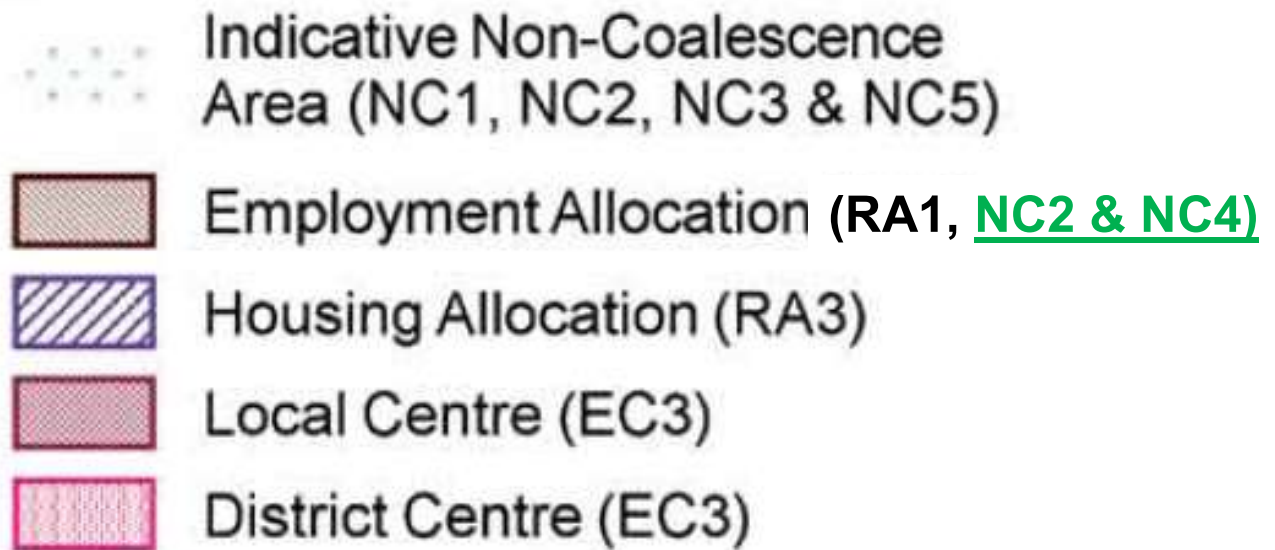 Indicative Non-Coalescence
Area (NC1, NC2, NC3 & NC5)
Employment Allocation (RA1, NC2 & NC4)
Housing Allocation (RA3)
Local Centre (EC3)
District Centre (EC3)